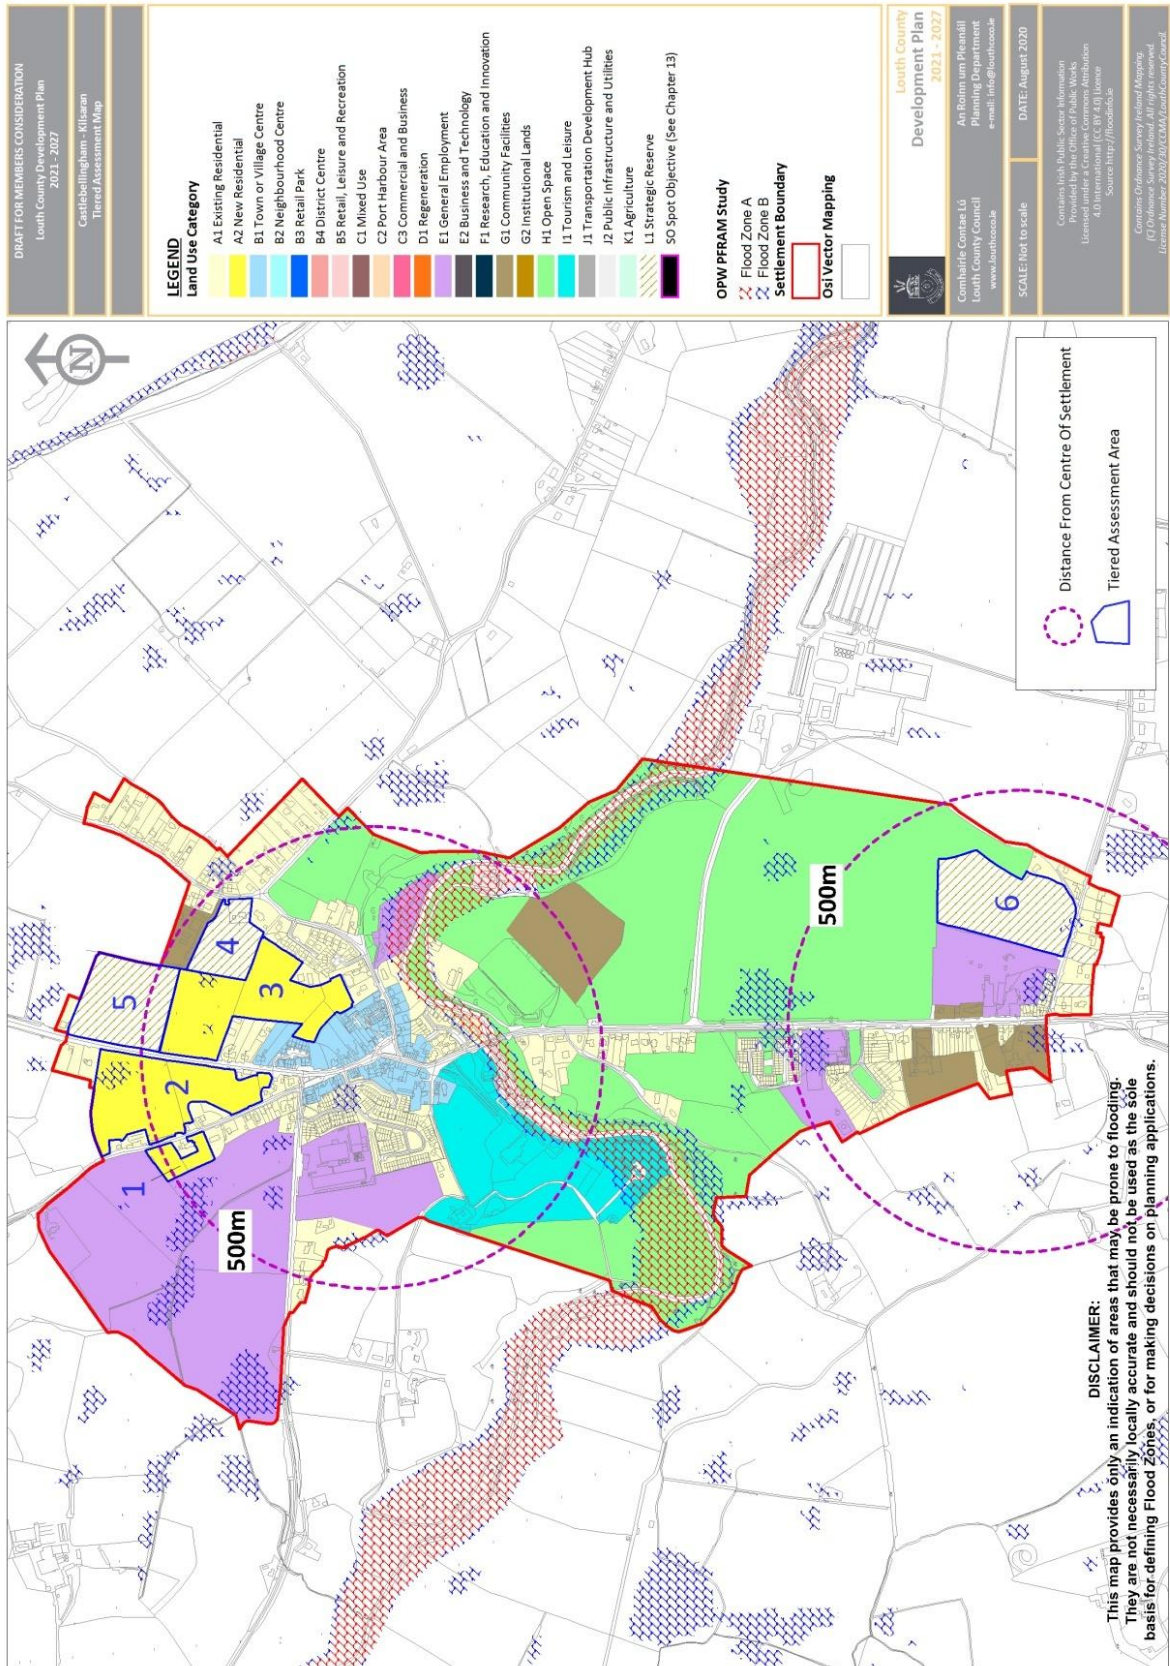 DRAFT FOR MEMBERS CONSIDERATION
Louth County Development Plan
2021 - 2027
Castlebellingham - Kilsaran
Tiered Assessment Map
LEGEND
Land Use Category
A1 Existing Residential
A2 New Residential
B1 Town or Village Centre
B2 Neighbourhood Centre
B3 Retail Park
B4 District Centre
B5 Retail, Leisure and Recreation
C1 Mixed Use
C2 Port Harbour Area
C3 Commercial and Business
D1 Regeneration
E1 General Employment
E2 Business and Technology
F1 Research, Education and Innovation
G1 Community Facilities
G2 Institutional Lands
H1 Open Space
I1 Tourism and Leisure
J1 Transportation Development Hub
J2 Public Infrastructure and Utilities
K1 Agriculture
L1 Strategic Reserve
SO Spot Objective (See Chapter 13)
OPW PFRAM Study
Flood Zone A
Flood Zone B
Settlement Boundary
Osi Vector Mapping
Louth County
Development Plan
2021 - 2027
Comhairle Contae Lú
Louth County Council
www.louthcoco.ie
An Roinn um Pleanáil
Planning Department
e-mail: info@louthcoco.ie
SCALE: Not to scale
DATE: August 2020
Contains Irish Public Sector Information
Provided by the Office of Public Works
Licensed under a Creative Commons Attribution
4.0 International (CC BY 4.0) Licence
Source http://floodinfo.ie
Contains Ordnance Survey Ireland Mapping.
(C) Ordnance Survey Ireland. All rights reserved.
License Number 2020/30/CCMA/LouthCountyCouncil.
N
1
2
3
4
5
6
500m
500m
Distance From Centre Of Settlement
Tiered Assessment Area
DISCLAIMER:
This map provides only an indication of areas that may be prone to flooding.
They are not necessarily locally accurate and should not be used as the sole
basis for defining Flood Zones, or for making decisions on planning applications.